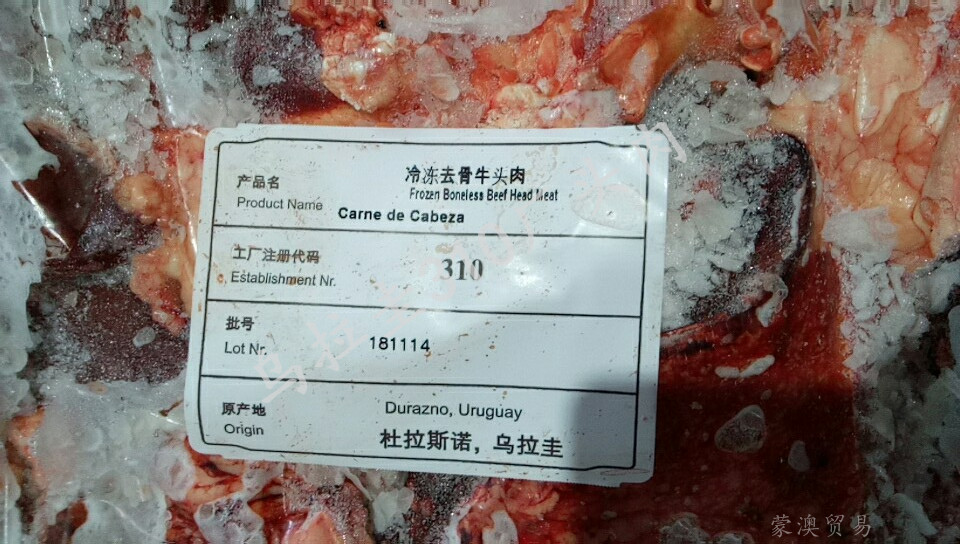 产品名
Product Name
冷冻去骨牛头肉
Frozen Boneless Beef Head Meat
Carne de Cabeza
工厂注册代码
Establishment Nr.
310
批号
Lot Nr.
181114
原产地
Origin
Durazno, Uruguay
杜拉斯诺, 乌拉圭
蒙澳贸易